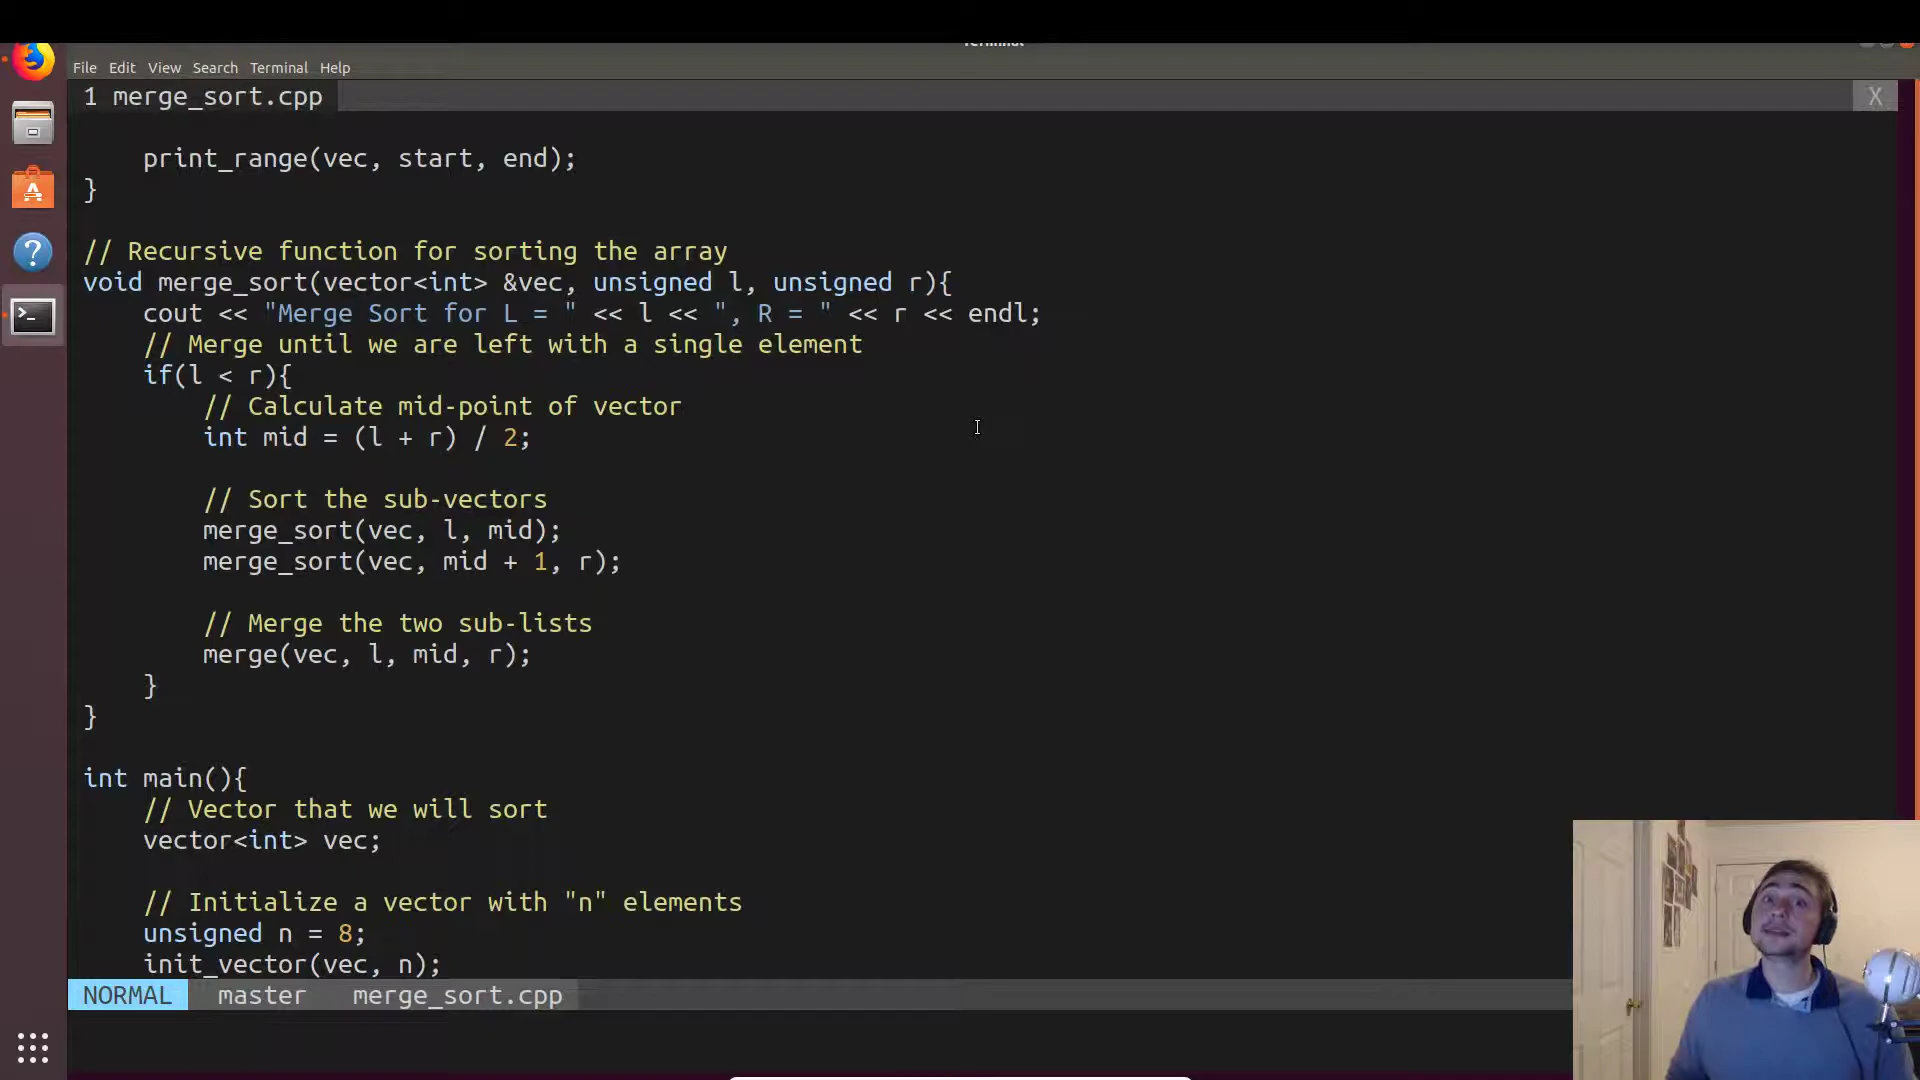 Terminal
File Edit View Search Terminal Help
1 merge_sort.cpp X
print_range(vec, start, end);
}
// Recursive function for sorting the array
void merge_sort(vector<int> &vec, unsigned l, unsigned r){
cout << "Merge Sort for L = " << l << ", R = " << r << endl;
// Merge until we are left with a single element
if(l < r){
// Calculate mid-point of vector
int mid = (l + r) / 2;
// Sort the sub-vectors
merge_sort(vec, l, mid);
merge_sort(vec, mid + 1, r);
// Merge the two sub-lists
merge(vec, l, mid, r);
}
}
int main(){
// Vector that we will sort
vector<int> vec;
// Initialize a vector with "n" elements
unsigned n = 8;
init_vector(vec, n);
NORMAL master merge_sort.cpp